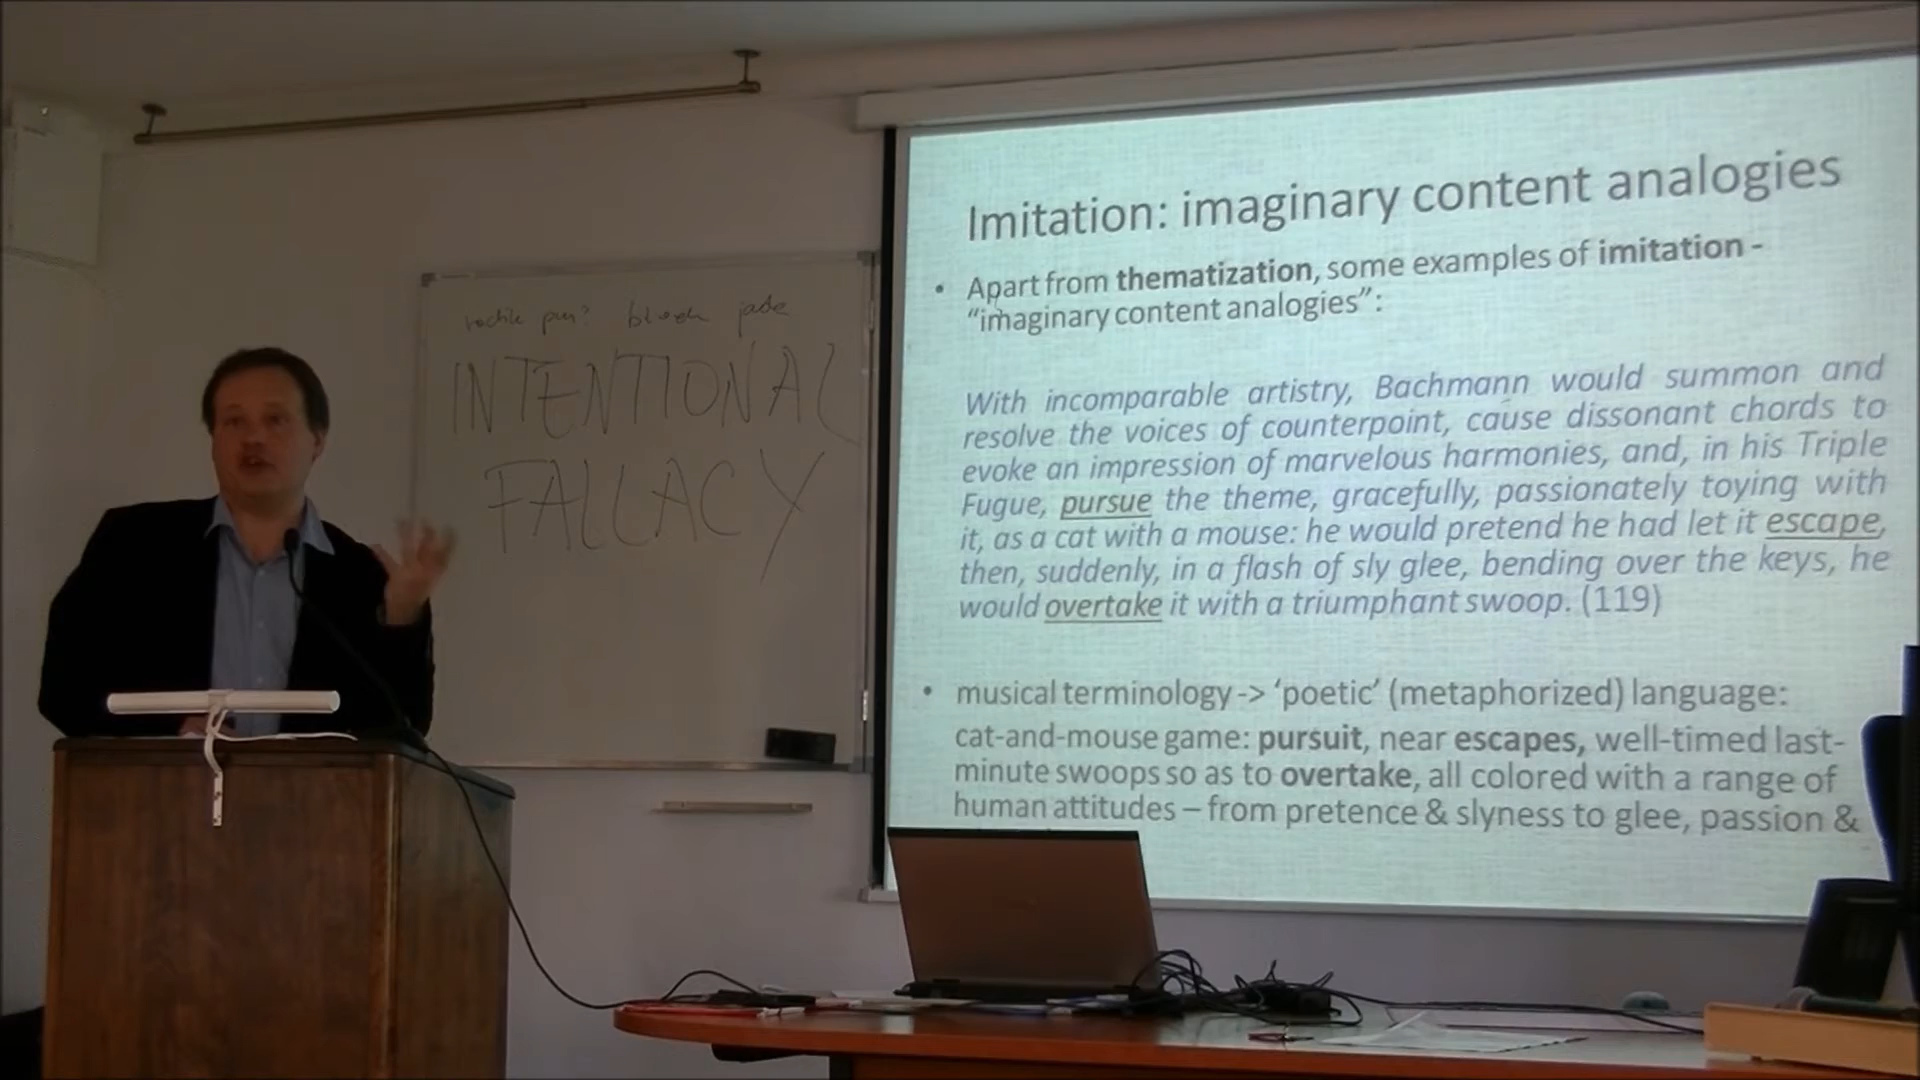 jade
INTENTIONAL
FALLACY
Imitation: imaginary content analogies
• Apart from thematization, some examples of imitation -
“imaginary content analogies”:
With incomparable artistry, Bachmann would summon and
resolve the voices of counterpoint, cause dissonant chords to
evoke an impression of marvelous harmonies, and, in his Triple
Fugue, pursue the theme, gracefully, passionately toying with
it, as a cat with a mouse: he would pretend he had let it escape,
then, suddenly, in a flash of sly glee, bending over the keys, he
would overtake it with a triumphant swoop. (119)
• musical terminology -> ‘poetic’ (metaphorized) language:
cat-and-mouse game: pursuit, near escapes, well-timed last-
minute swoops so as to overtake, all colored with a range of
human attitudes – from pretence & slyness to glee, passion &